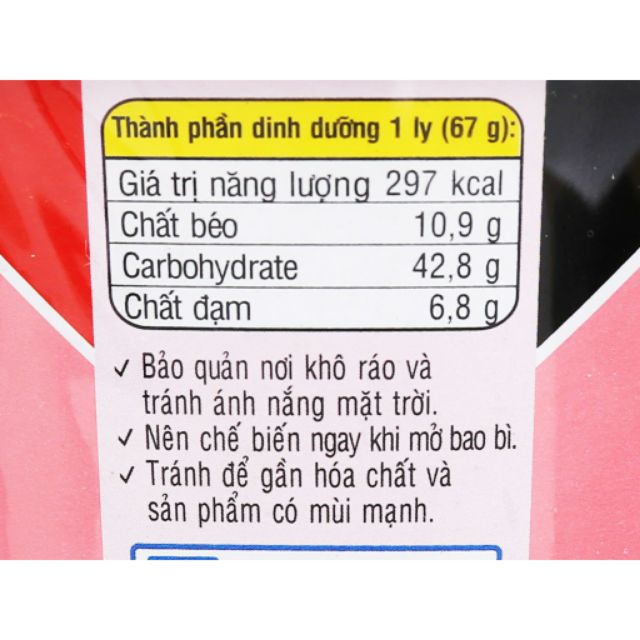 Thành phần dinh dưỡng 1 ly (67 g):
Giá trị năng lượng 297 kcal
Chất béo 10,9 g
Carbohydrate 42,8 g
Chất đạm 6,8 g
✓ Bảo quản nơi khô ráo và
tránh ánh nắng mặt trời.
✓ Nên chế biến ngay khi mở bao bì.
✓ Tránh để gần hóa chất và
sản phẩm có mùi mạnh.